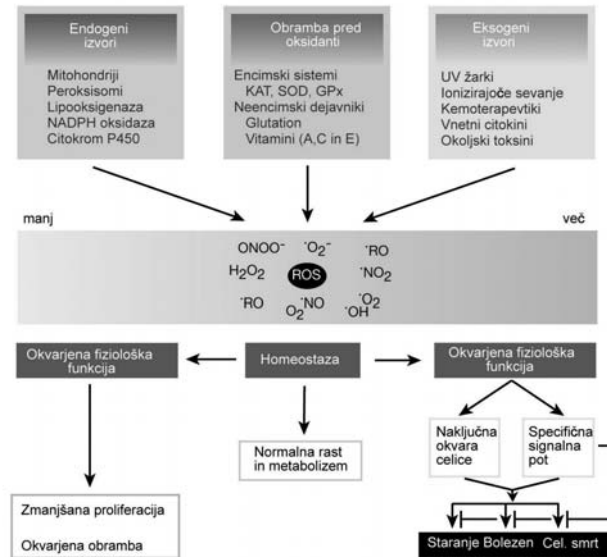 Endogeni
izvori
Mitohondriji
Peroksisomi
Lipooksigenaza
NADPH oksidaza
Citokrom P450
Obramba pred
oksidanti
Encimski sistemi
KAT, SOD, GPx
Neencimski dejavniki
Glutation
Vitamini (A,C in E)
Eksogeni
izvori
UV žarki
Ionizirajoče sevanje
Kemoterapevtiki
Vnetni citokini
Okoljski toksini
manj
več
ONOO⁻ ˙O₂⁻ ˙RO
H₂O₂ ROS ˙NO₂
˙RO O₂˙NO ˙OH ˙O₂
Okvarjena fiziološka
funkcija
Homeostaza
Okvarjena fiziološka
funkcija
Normalna rast
in metabolizem
Naključna
okvara
celice
Specifična
signalna
pot
Zmanjšana proliferacija
Okvarjena obramba
Staranje Bolezen Cel. smrt